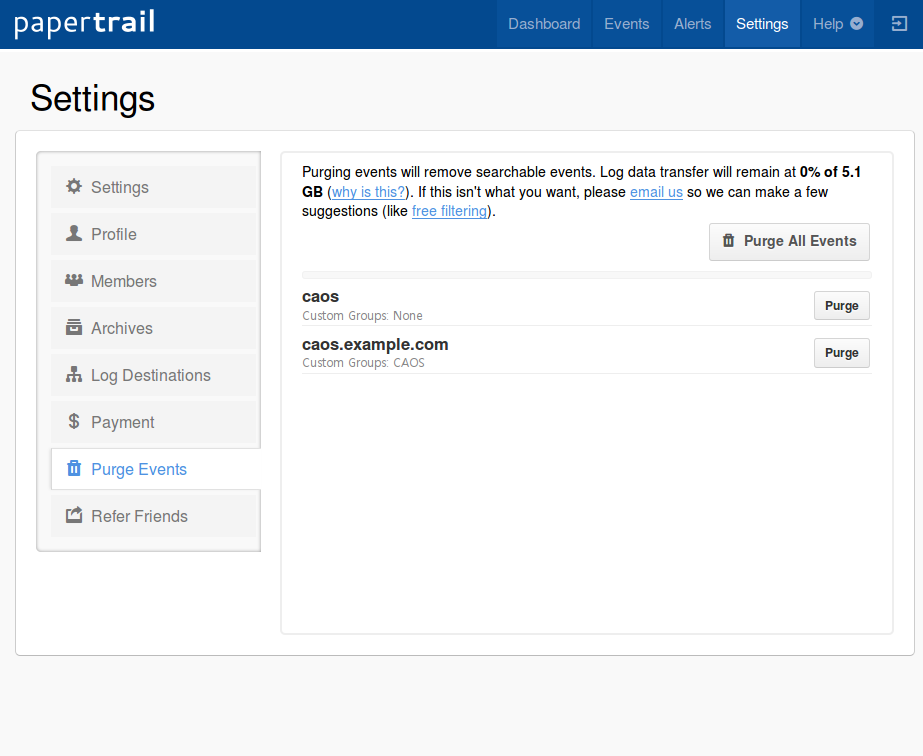 papertrail
Dashboard
Events
Alerts
Settings
Help
Settings
Settings
Profile
Members
Archives
Log Destinations
$ Payment
Purge Events
Refer Friends
Purging events will remove searchable events. Log data transfer will remain at 0% of 5.1
GB (why is this?). If this isn't what you want, please email us so we can make a few
suggestions (like free filtering).
Purge All Events
caos
Custom Groups: None
Purge
caos.example.com
Custom Groups: CAOS
Purge